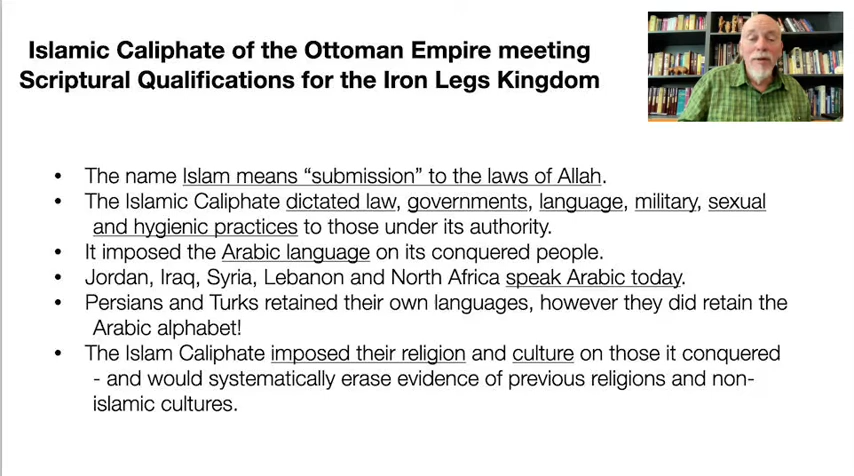 Islamic Caliphate of the Ottoman Empire meeting
Scriptural Qualifications for the Iron Legs Kingdom
• The name Islam means “submission” to the laws of Allah.
• The Islamic Caliphate dictated law, governments, language, military, sexual
and hygienic practices to those under its authority.
• It imposed the Arabic language on its conquered people.
• Jordan, Iraq, Syria, Lebanon and North Africa speak Arabic today.
• Persians and Turks retained their own languages, however they did retain the
Arabic alphabet!
• The Islam Caliphate imposed their religion and culture on those it conquered
- and would systematically erase evidence of previous religions and non-
islamic cultures.